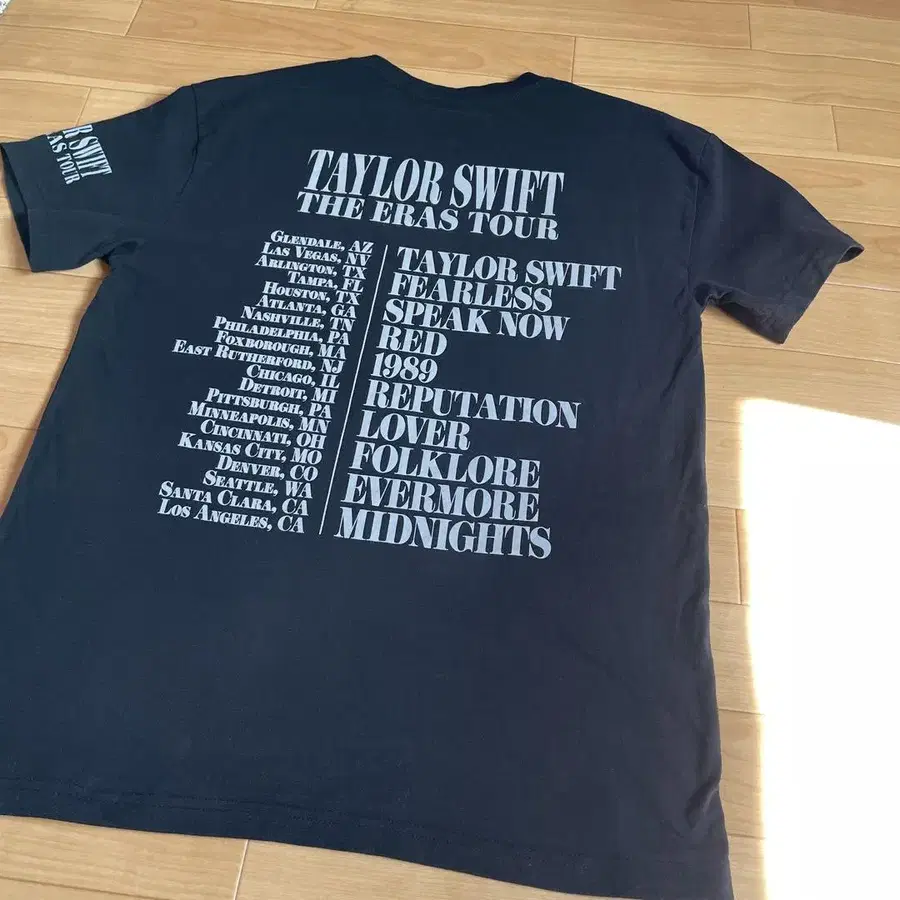 R SWIFT
AS TOUR
TAYLOR SWIFT
THE ERAS TOUR
GLENDALE, AZ
LAS VEGAS, NV
ARLINGTON, TX
TAMPA, FL
HOUSTON, TX
ATLANTA, GA
NASHVILLE, TN
PHILADELPHIA, PA
FOXBOROUGH, MA
EAST RUTHERFORD, NJ
CHICAGO, IL
DETROIT, MI
PITTSBURGH, PA
MINNEAPOLIS, MN
CINCINNATI, OH
KANSAS CITY, MO
DENVER, CO
SEATTLE, WA
SANTA CLARA, CA
LOS ANGELES, CA
TAYLOR SWIFT
FEARLESS
SPEAK NOW
RED
1989
REPUTATION
LOVER
FOLKLORE
EVERMORE
MIDNIGHTS